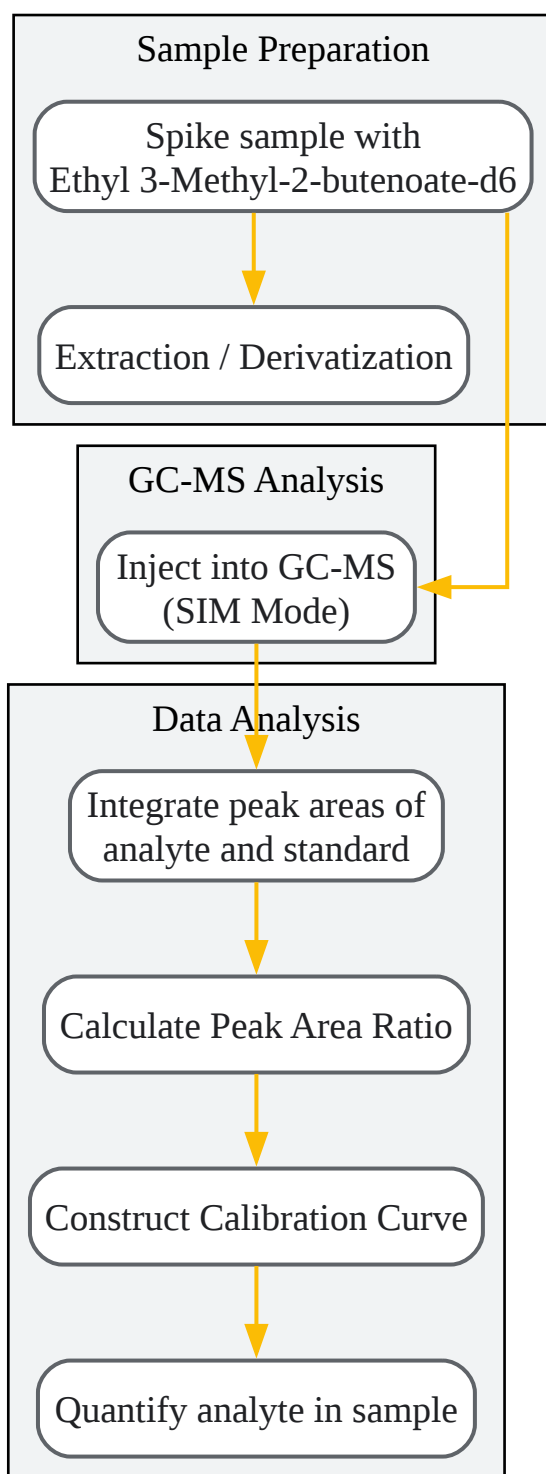 Sample Preparation
Spike sample with
Ethyl 3-Methyl-2-butenoate-d6
Extraction / Derivatization
GC-MS Analysis
Inject into GC-MS
(SIM Mode)
Data Analysis
Integrate peak areas of
analyte and standard
Calculate Peak Area Ratio
Construct Calibration Curve
Quantify analyte in sample